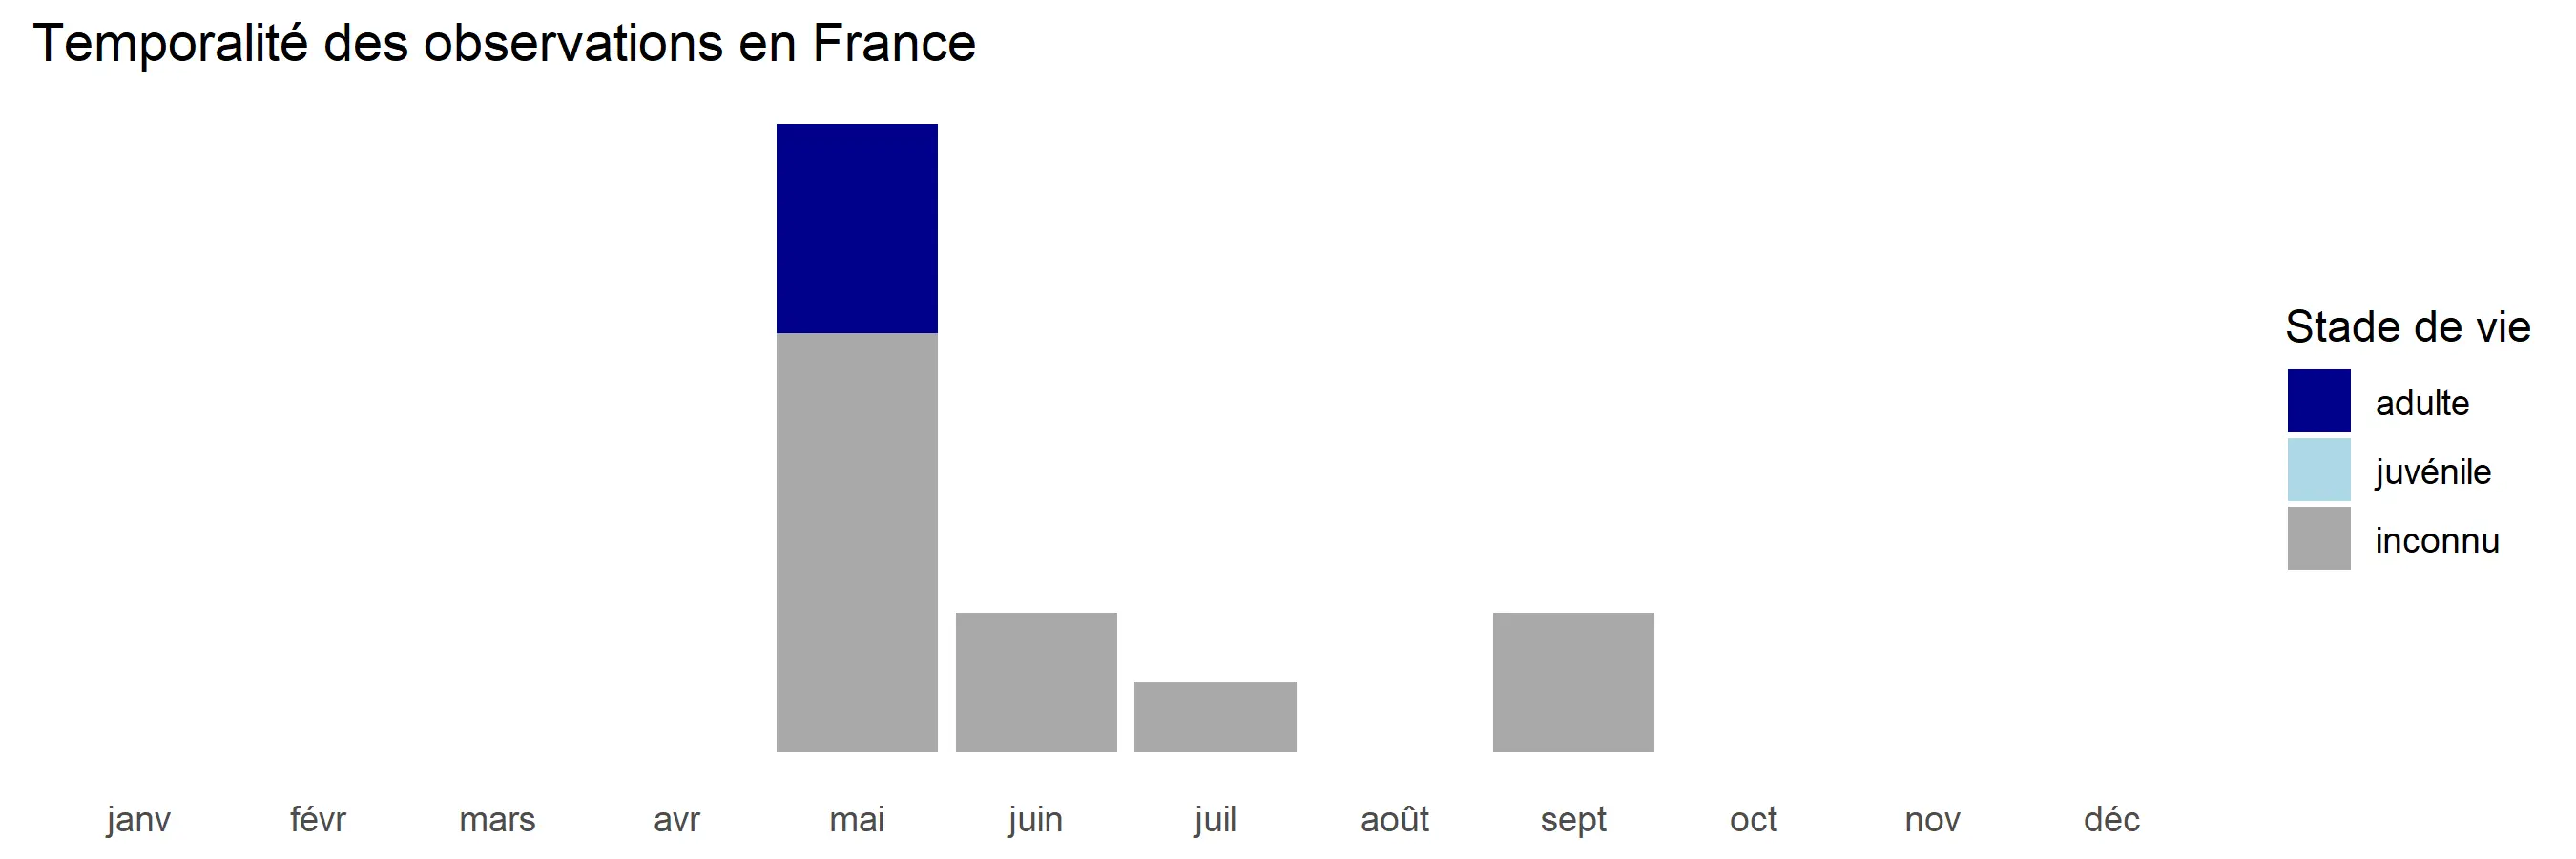 Temporalité des observations en France
Stade de vie
adulte
juvénile
inconnu
janv févr mars avr mai juin juil août sept oct nov déc